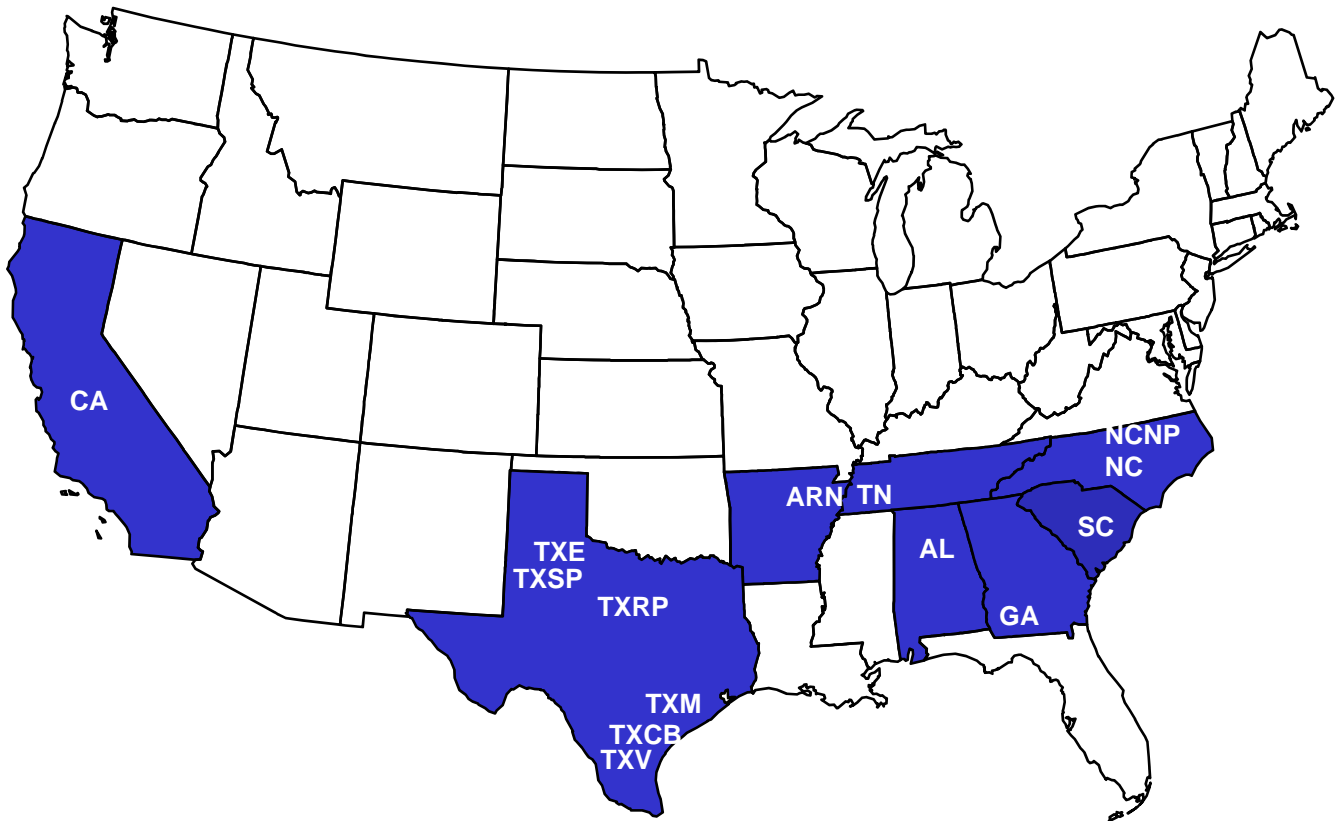 CA
NCNP
NC
ARN
TN
SC
AL
TXE
TXSP
TXRP
GA
TXM
TXCB
TXV